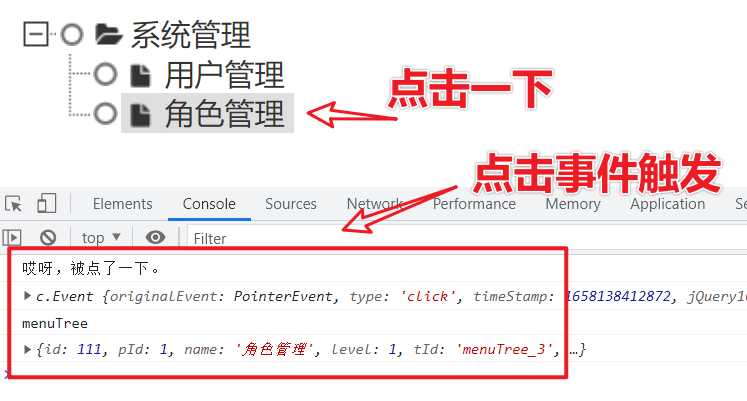 系统管理
用户管理
角色管理
点击一下
点击事件触发
Elements Console Sources Network Performance Memory Application Se
top ▼ Filter
哎呀，被点了一下。
▶ c.Event {originalEvent: PointerEvent, type: 'click', timeStamp: 1658138412872, jQuery16
menuTree
▶ {id: 111, pId: 1, name: '角色管理', level: 1, tId: 'menuTree_3', …}